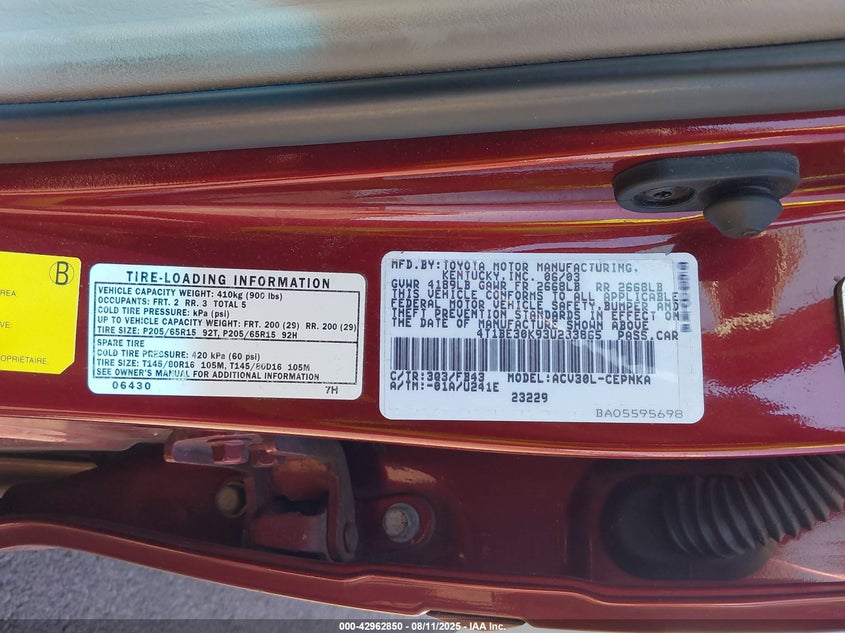 B
AREA
VE:
PROPRIÉTAIRE.
TIRE-LOADING INFORMATION
VEHICLE CAPACITY WEIGHT: 410kg (900 lbs)
OCCUPANTS: FRT. 2 RR. 3 TOTAL 5
COLD TIRE PRESSURE: kPa (psi)
UP TO VEHICLE CAPACITY WEIGHT: FRT. 200 (29) RR. 200 (29)
TIRE SIZE: P205/65R15 92T, P205/65R15 92H
SPARE TIRE
COLD TIRE PRESSURE: 420 kPa (60 psi)
TIRE SIZE: T145/80R16 105M, T145/80D16 105M
SEE OWNER'S MANUAL FOR ADDITIONAL INFORMATION
06430 7H
MFD.BY:TOYOTA MOTOR MANUFACTURING,
KENTUCKY,INC. 06/03
GVWR 4189LB GAWR FR 2668LB RR 2668LB
THIS VEHICLE CONFORMS TO ALL APPLICABLE
FEDERAL MOTOR VEHICLE SAFETY,BUMPER AND
THEFT PREVENTION STANDARDS IN EFFECT ON
THE DATE OF MANUFACTURE SHOWN ABOVE
4T1BE30K93U233865 PASS.CAR
C/TR:303/FB43 MODEL:ACV30L-CEPNKA
A/TM:-01A/U241E
23229
BA05595698
000-42962850 - 08/11/2025 - IAA Inc.